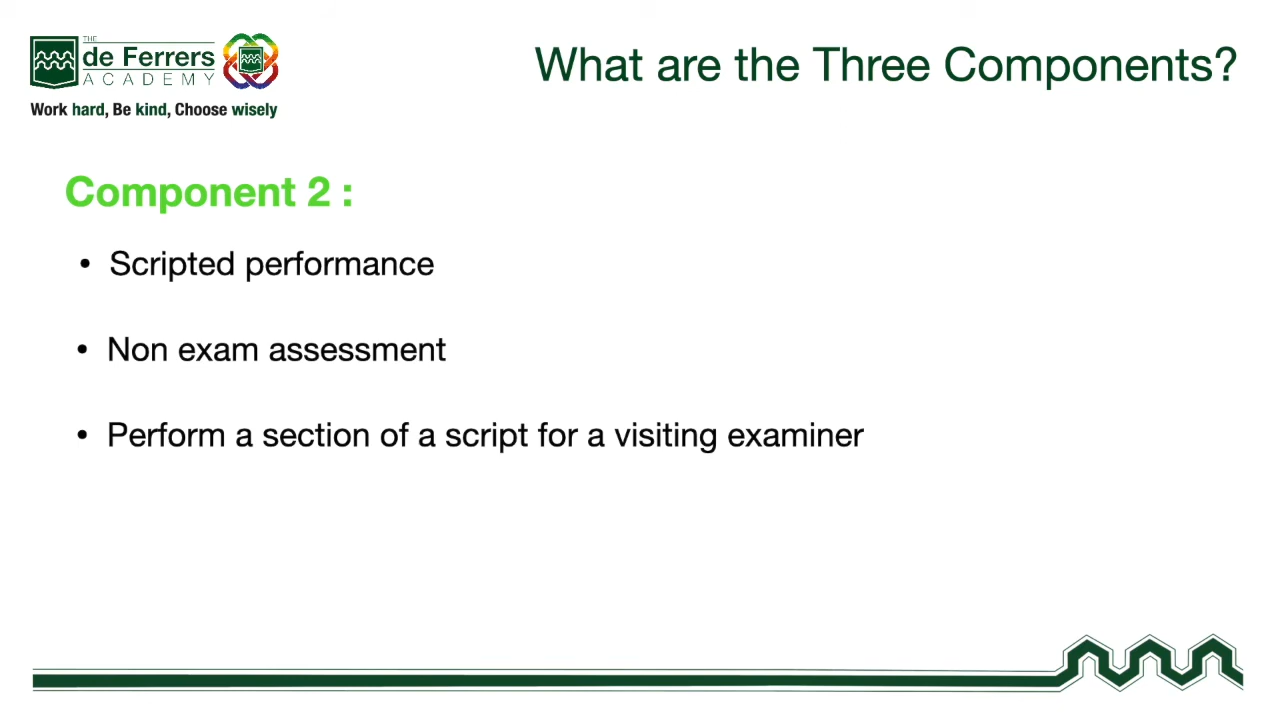 THE
de Ferrers
ACADEMY
Work hard, Be kind, Choose wisely
What are the Three Components?
Component 2 :
• Scripted performance
• Non exam assessment
• Perform a section of a script for a visiting examiner